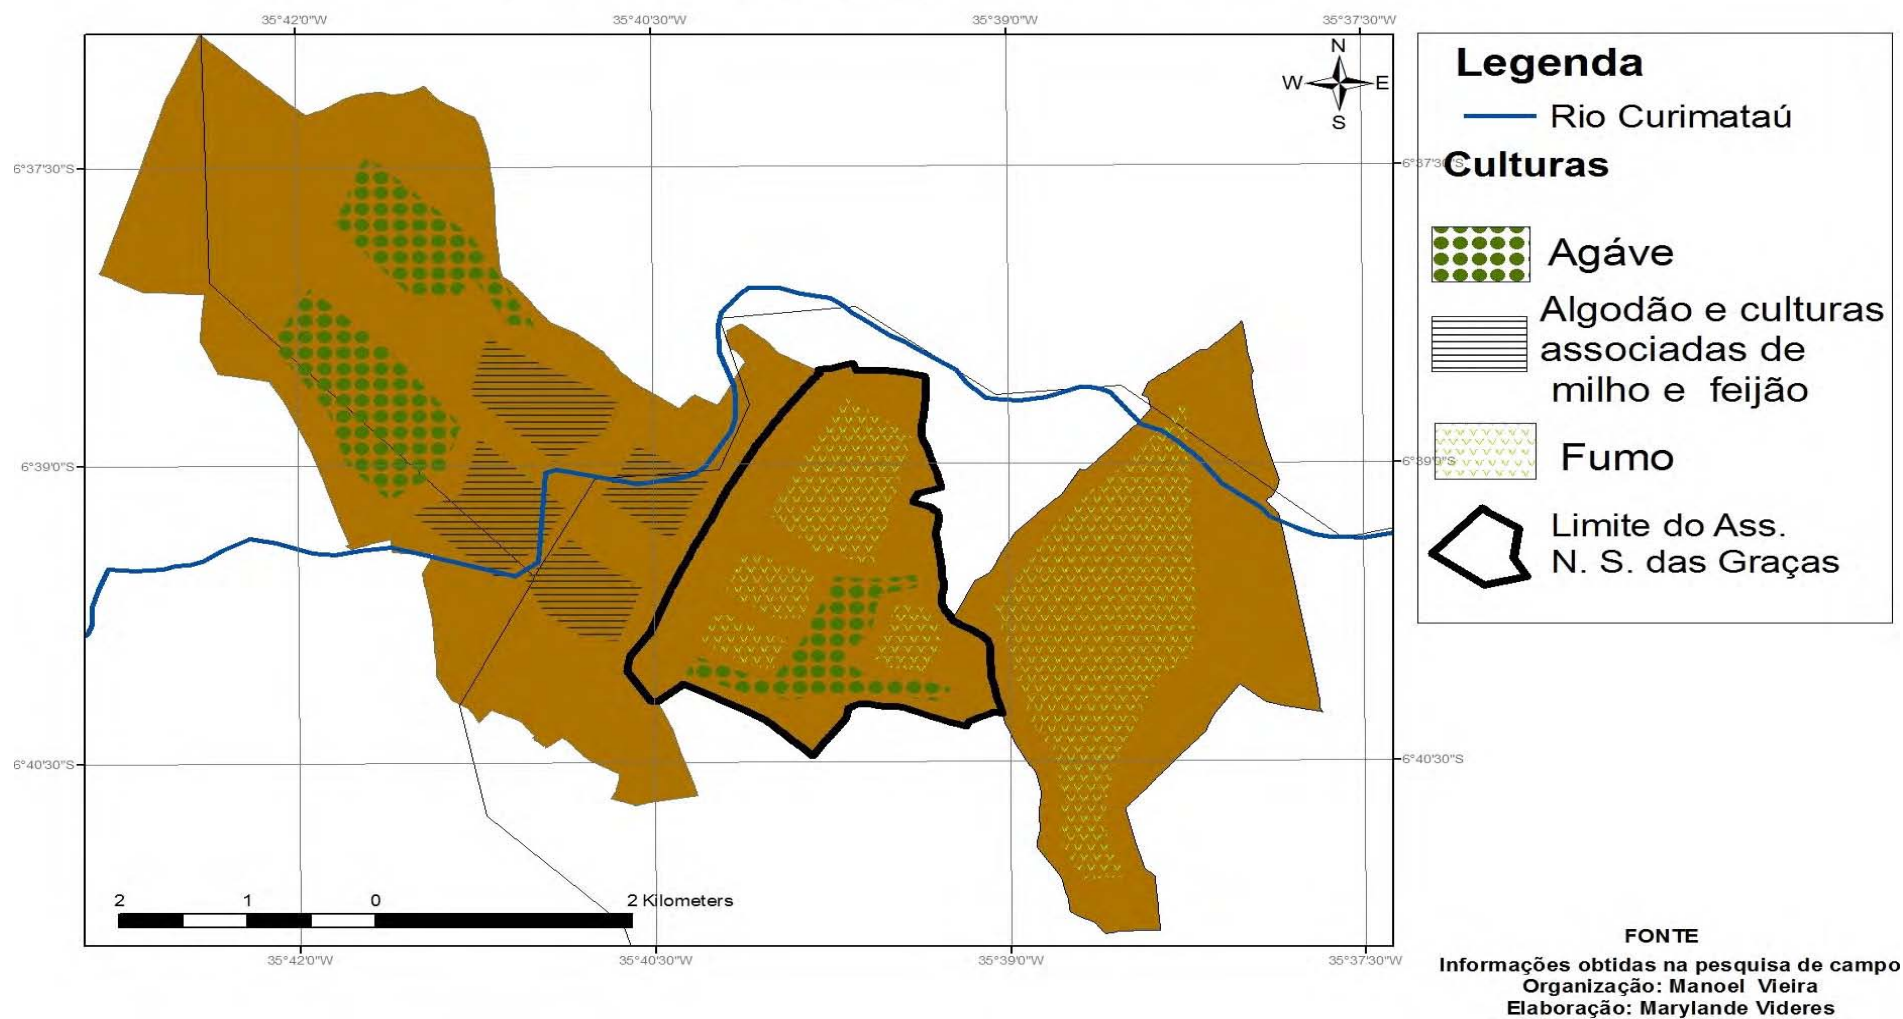 35°42'0"W 35°40'30"W 35°39'0"W 35°37'30"W
N
W E
S
6°37'30"S 6°37'30"S
6°39'0"S 6°39'0"S
6°40'30"S 6°40'30"S
2 1 0 2 Kilometers
35°42'0"W 35°40'30"W 35°39'0"W 35°37'30"W
Legenda
Rio Curimataú
Culturas
Agáve
Algodão e culturas
associadas de
milho e feijão
Fumo
Limite do Ass.
N. S. das Graças
FONTE
Informações obtidas na pesquisa de campo
Organização: Manoel Vieira
Elaboração: Marylande Videres